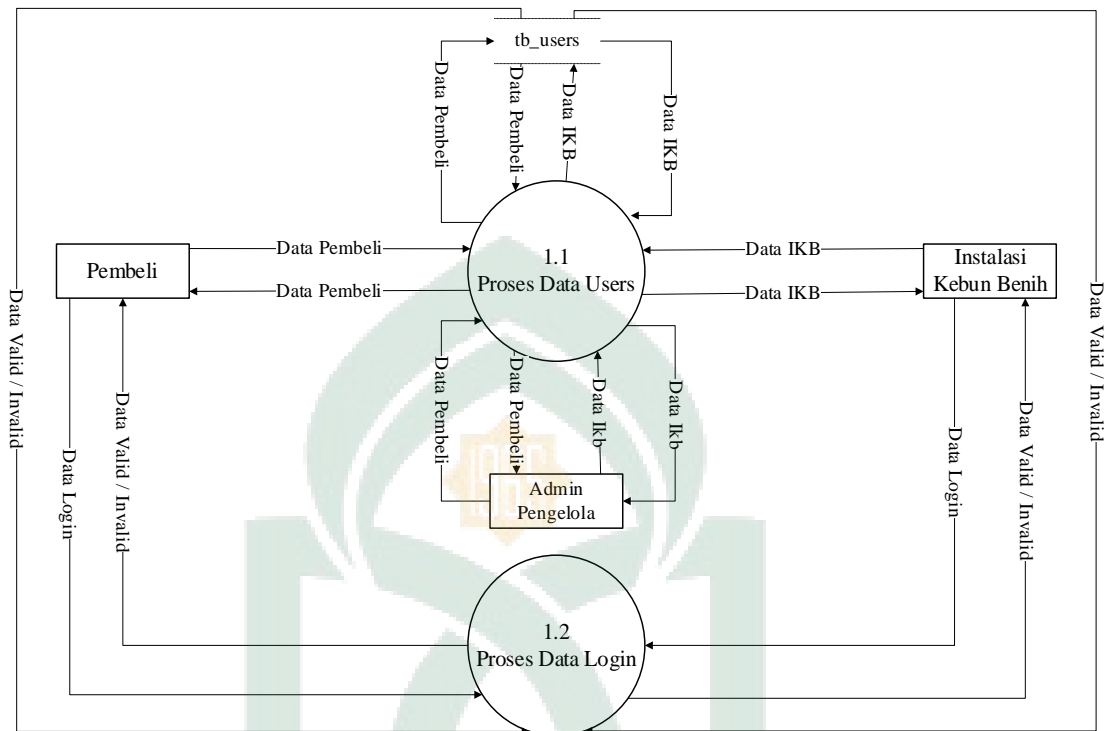 tb_users
Data Pembeli
Data Pembeli
Data IKB
Data IKB
Data Pembeli
1.1
Proses Data Users
Data IKB
Pembeli
Instalasi
Kebun Benih
Data Pembeli
Data IKB
Data Valid / Invalid
Data Valid / Invalid
Data Pembeli
Data Pembeli
Data Ikb
Data Ikb
Data Login
Data Valid / Invalid
Data Login
Data Valid / Invalid
Admin
Pengelola
1.2
Proses Data Login